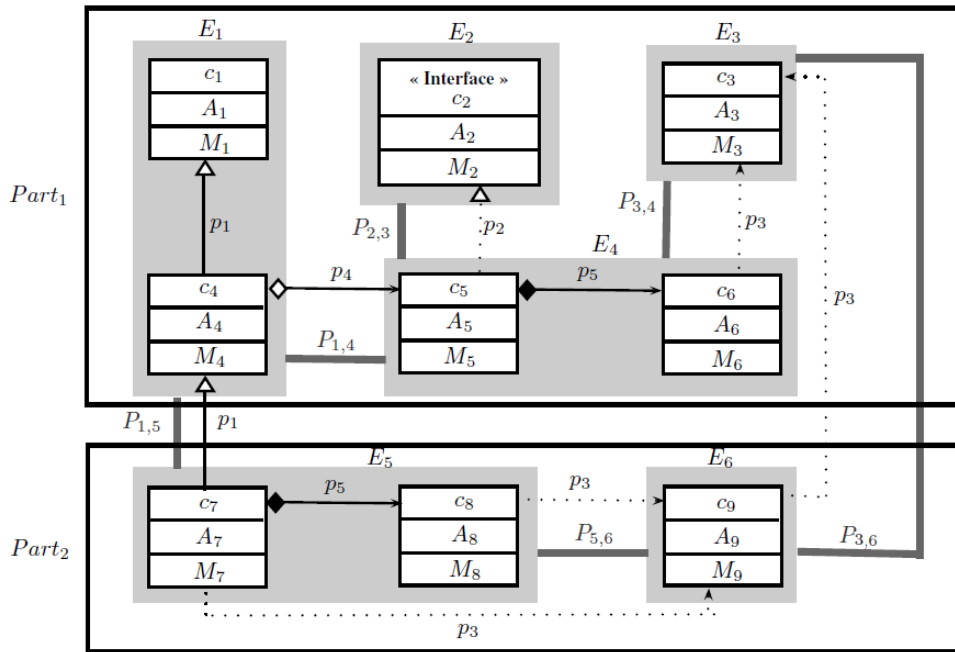 E₁
E₂
E₃
c₁
A₁
M₁
« Interface »
c₂
A₂
M₂
c₃
A₃
M₃
Part₁
p₁
P₂,₃
p₂
P₃,₄
p₃
E₄
p₄
p₅
p₃
c₄
A₄
M₄
P₁,₄
c₅
A₅
M₅
c₆
A₆
M₆
P₁,₅
p₁
E₅
E₆
p₅
p₃
c₇
A₇
M₇
c₈
A₈
M₈
P₅,₆
c₉
A₉
M₉
P₃,₆
Part₂
p₃